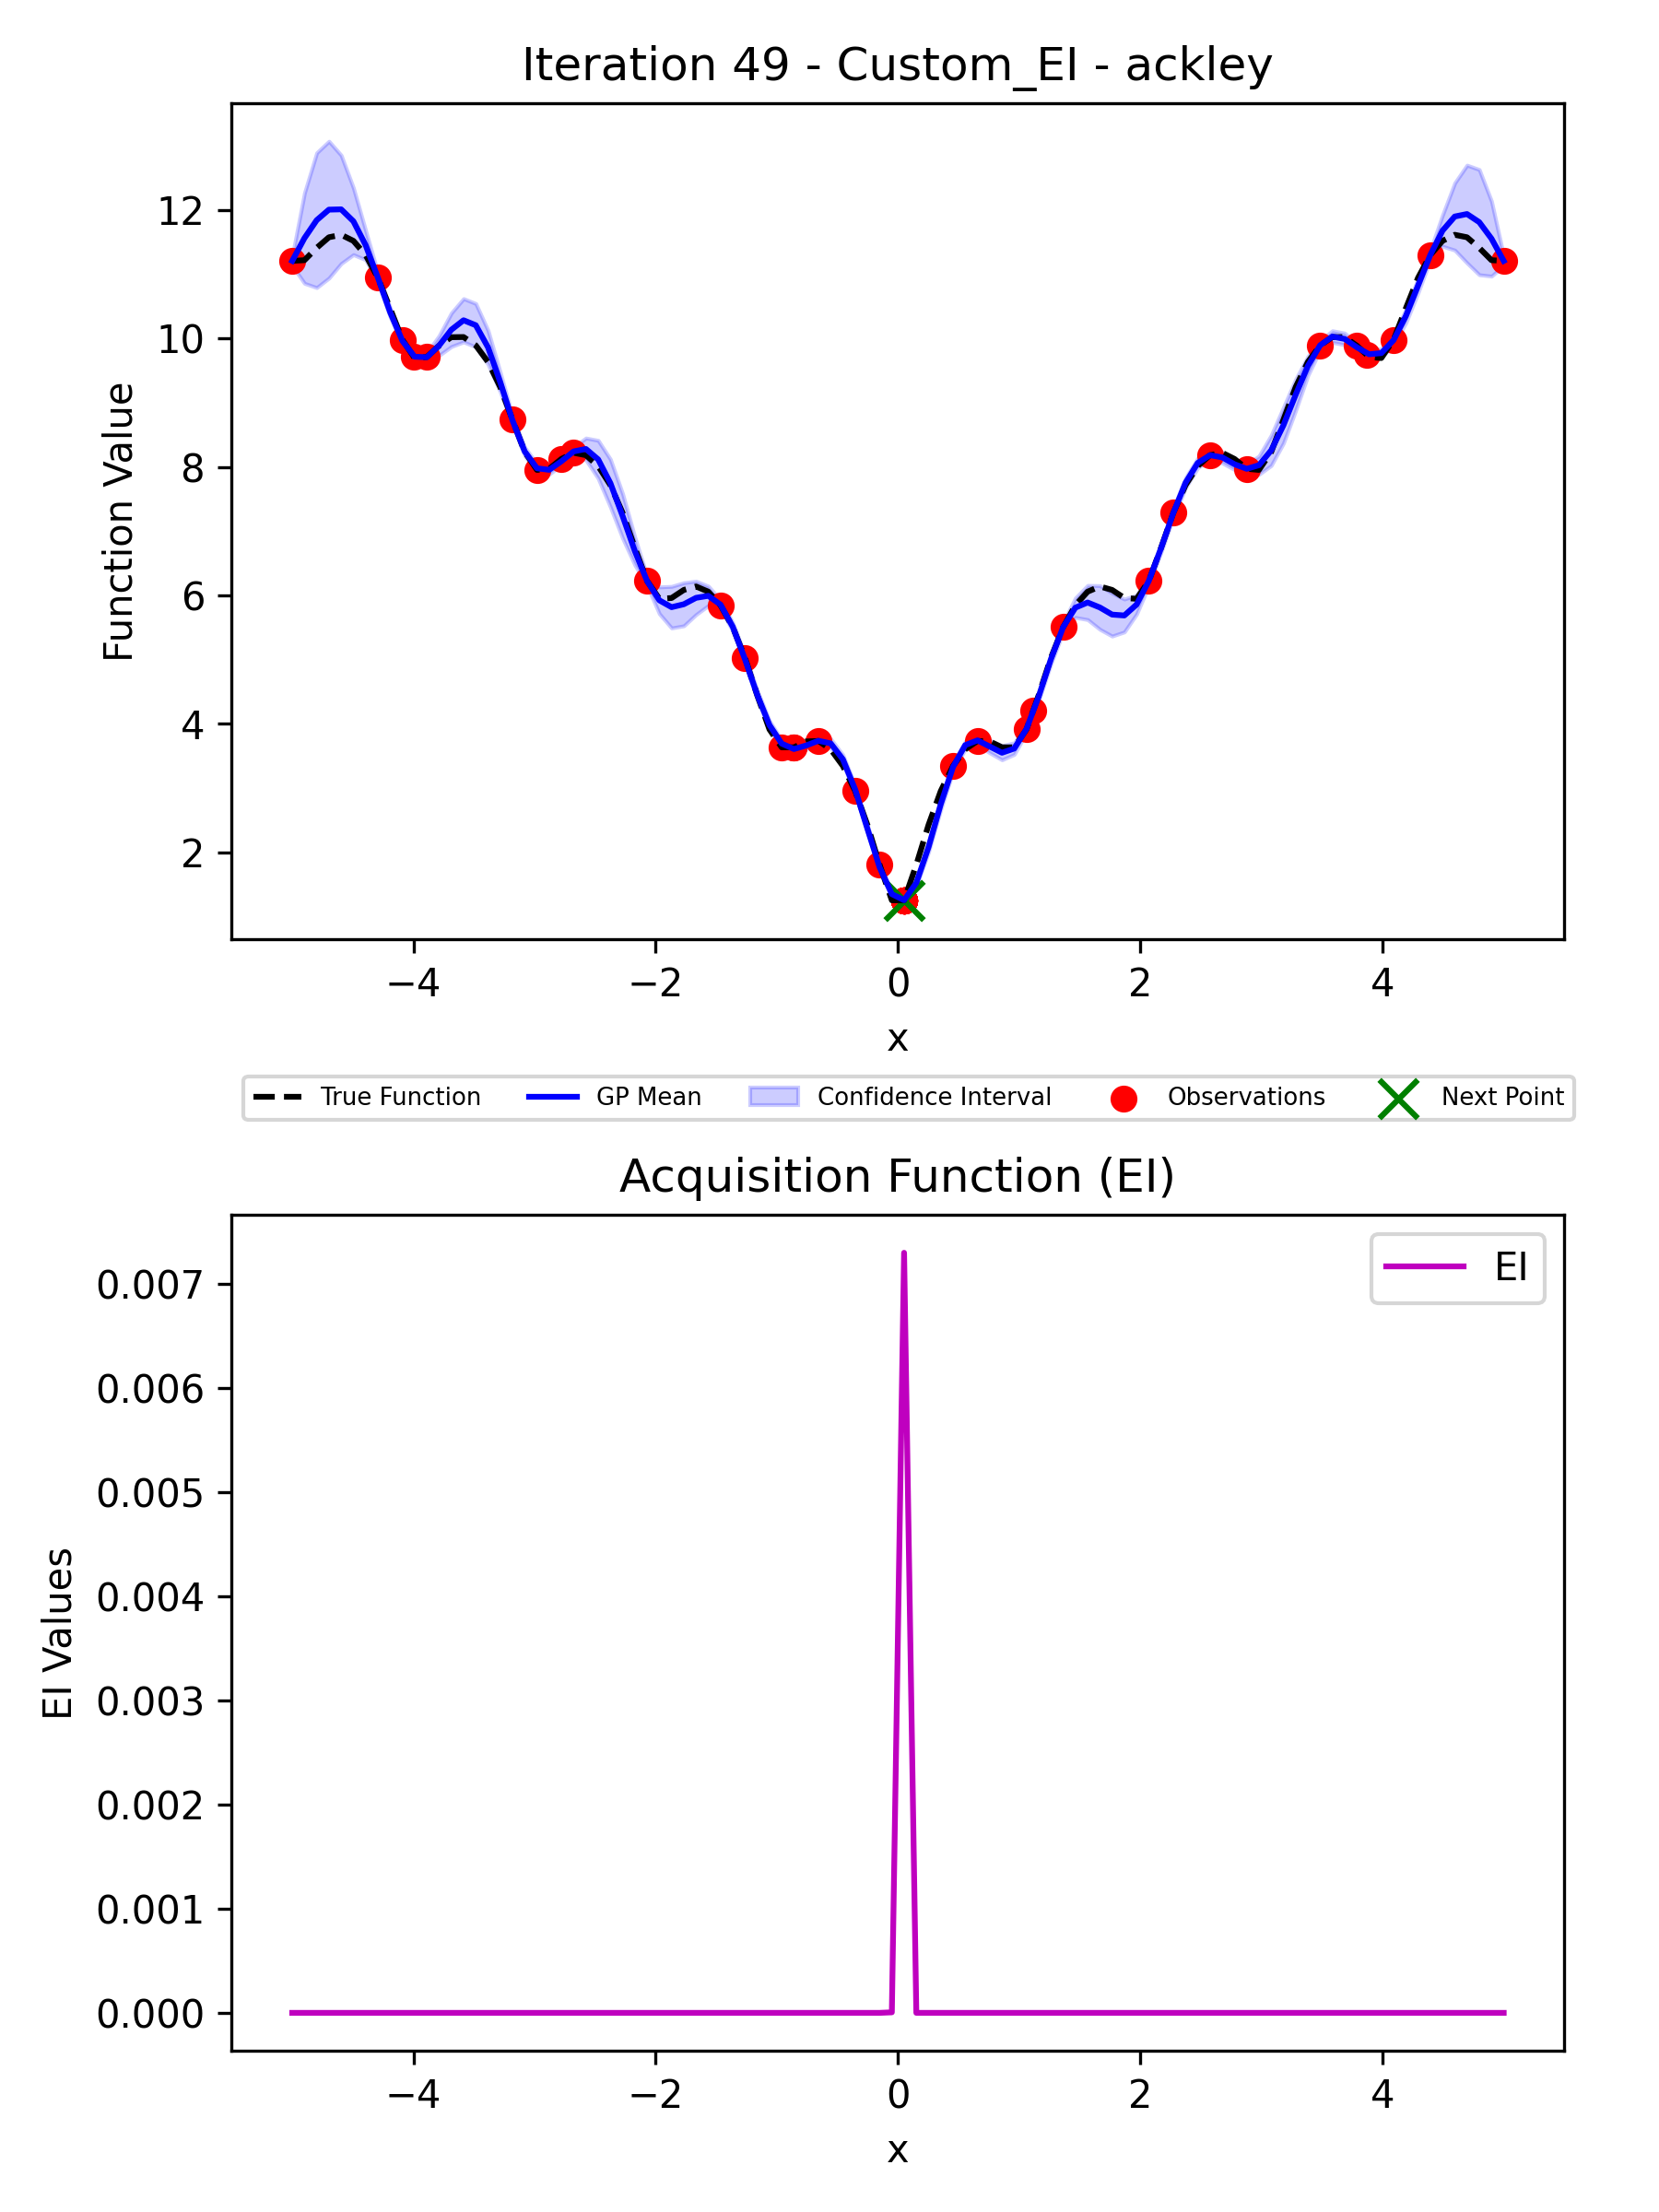 Iteration 49 - Custom_EI - ackley
Function Value
12
10
8
6
4
2
−4 −2 0 2 4
x
True Function GP Mean Confidence Interval Observations Next Point
Acquisition Function (EI)
EI
EI Values
0.007
0.006
0.005
0.004
0.003
0.002
0.001
0.000
−4 −2 0 2 4
x